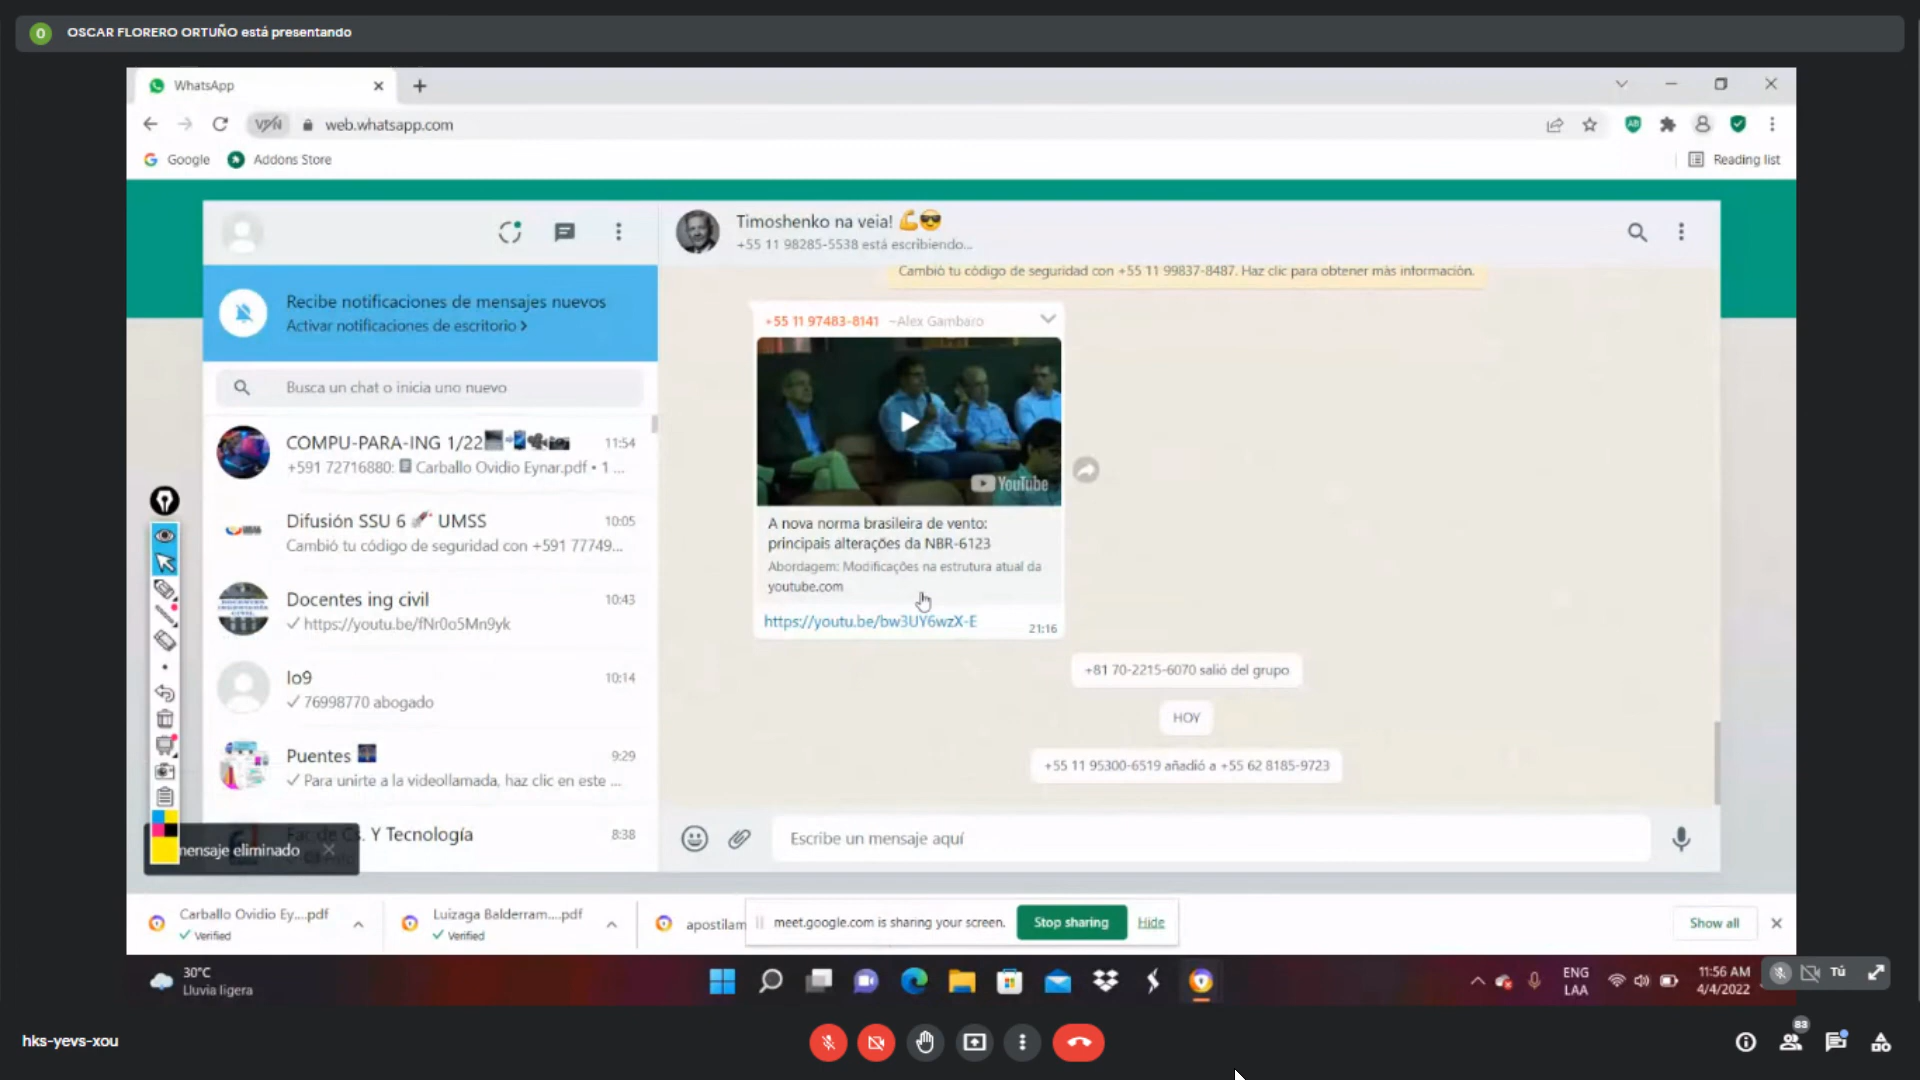 O OSCAR FLORERO ORTUÑO está presentando
WhatsApp
VPN web.whatsapp.com
Google Addons Store Reading list
Timoshenko na veia! 💪😎
+55 11 98285-5538 está escribiendo...
Cambió tu código de seguridad con +55 11 99837-8487. Haz clic para obtener más información.
Recibe notificaciones de mensajes nuevos
Activar notificaciones de escritorio >
Busca un chat o inicia uno nuevo
COMPU-PARA-ING 1/22 11:54
+591 72716880: Carballo Ovidio Eynar.pdf • 1 ...
Difusión SSU 6 UMSS 10:05
Cambió tu código de seguridad con +591 77749...
Docentes ing civil 10:43
https://youtu.be/fNr0o5Mn9yk
lo9 10:14
76998770 abogado
Puentes 9:29
Para unirte a la videollamada, haz clic en este ...
Fac de Cs. Y Tecnología 8:38
mensaje eliminado
+55 11 97483-8141 ~Alex Gambaro
YouTube
A nova norma brasileira de vento:
principais alterações da NBR-6123
Abordagem: Modificações na estrutura atual da
youtube.com
https://youtu.be/bw3UY6wzX-E
21:16
+81 70-2215-6070 salió del grupo
HOY
+55 11 95300-6519 añadió a +55 62 8185-9723
Escribe un mensaje aquí
Carballo Ovidio Ey....pdf
Verified
Luizaga Balderram....pdf
Verified
apostilam
meet.google.com is sharing your screen. Stop sharing Hide
Show all
30°C
Lluvia ligera
ENG
LAA
11:56 AM
4/4/2022
Tú
hks-yevs-xou
83